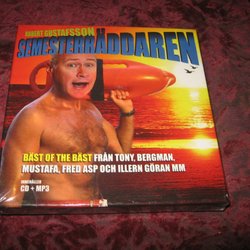 ROBERT GUSTAFSSON
SEMESTERRÄDDAREN
BÄST OF THE BÄST FRÅN TONY, BERGMAN,
MUSTAFA, FRED ASP OCH ILLERN GÖRAN MM
INNEHÅLLER
CD + MP3